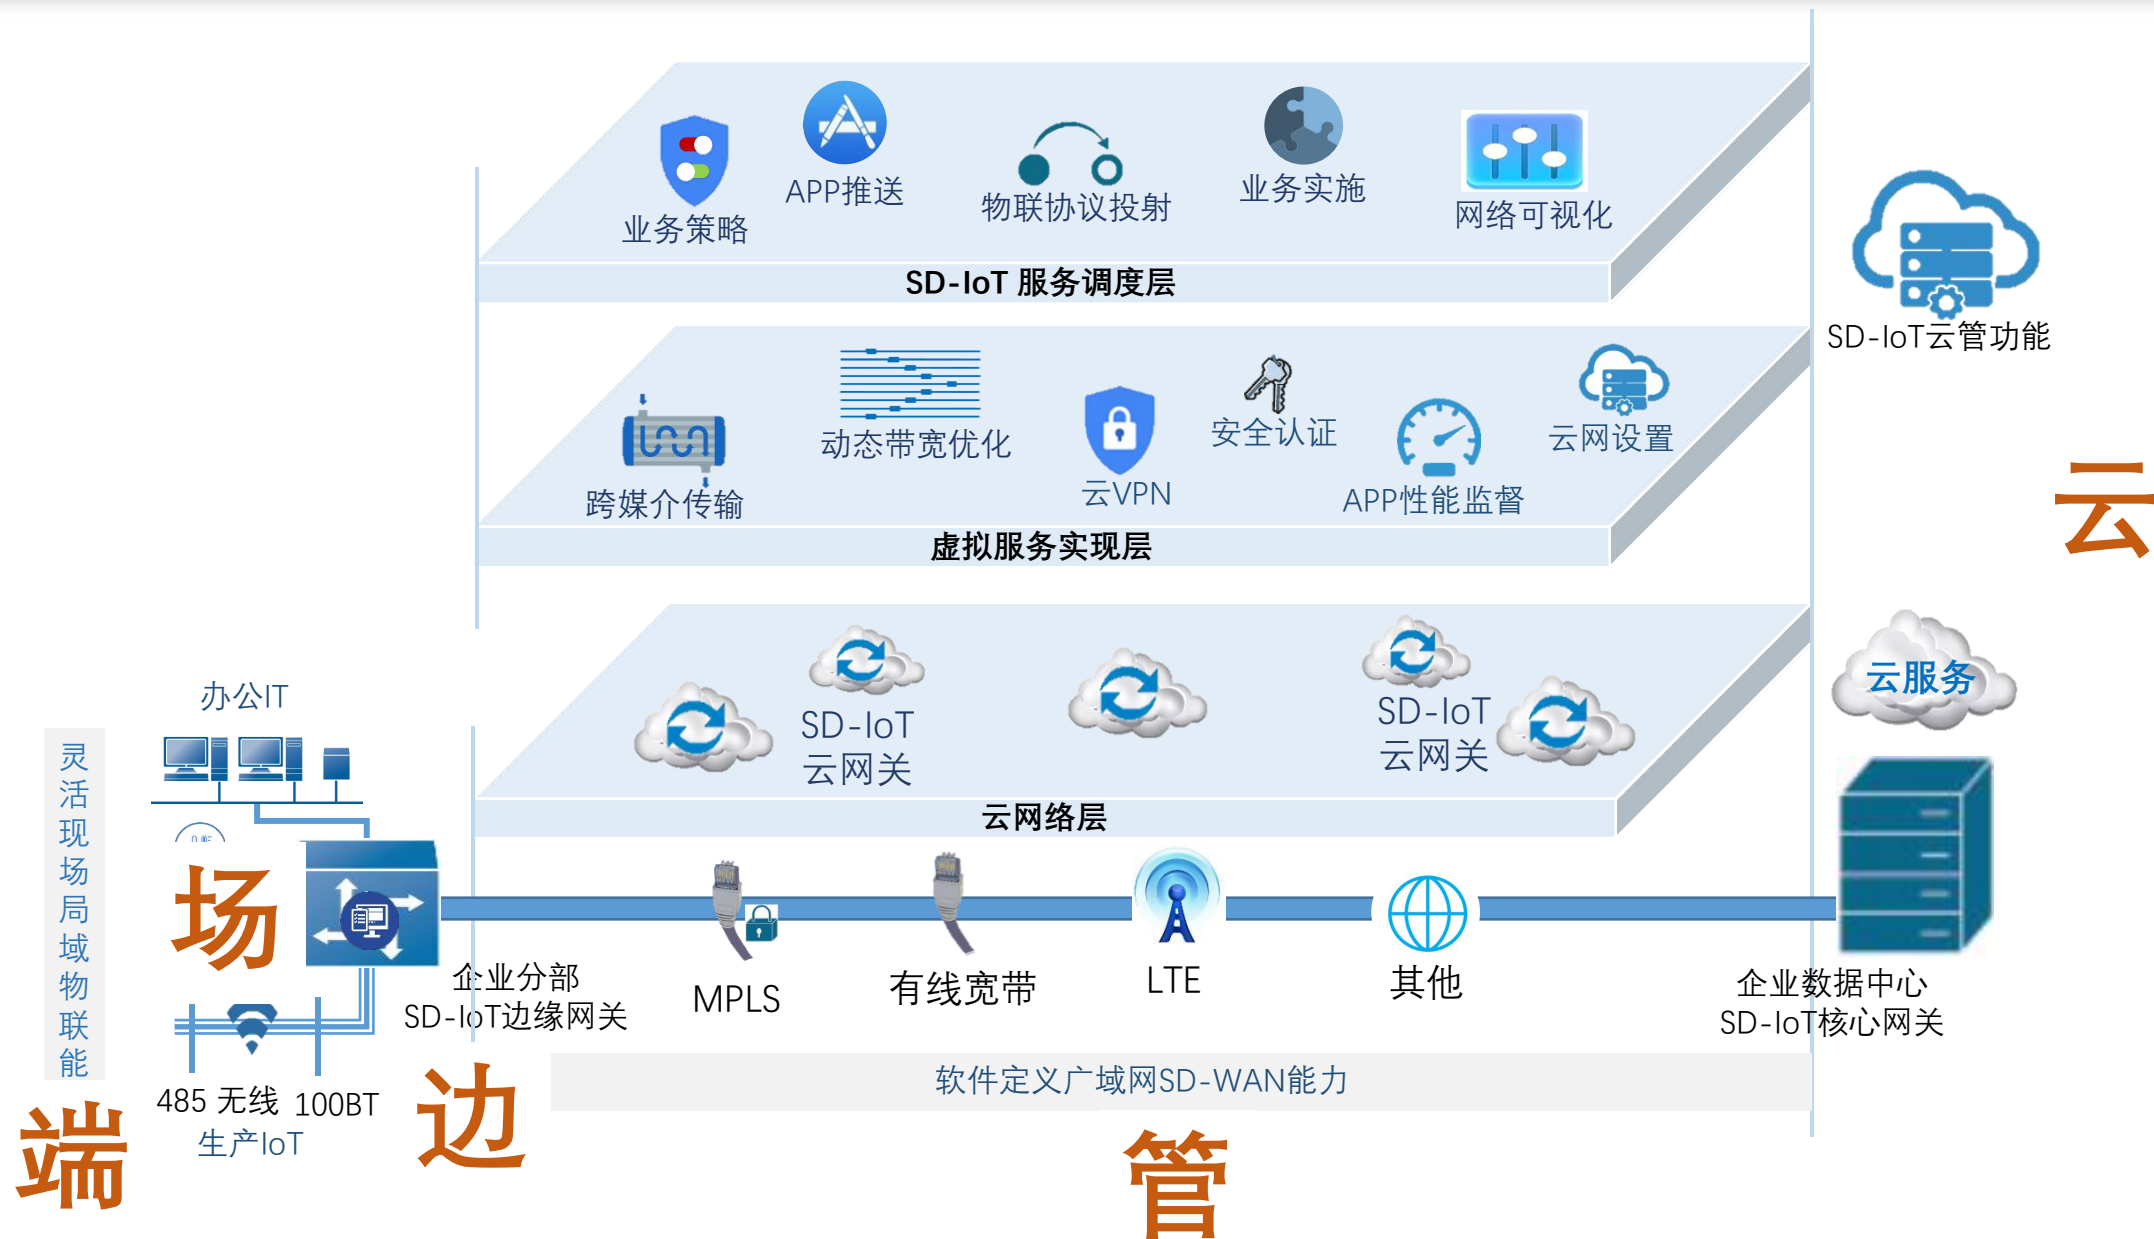 业务策略
APP推送
物联协议投射
业务实施
网络可视化
SD-IoT 服务调度层
SD-IoT云管功能
跨媒介传输
动态带宽优化
云VPN
安全认证
APP性能监督
云网设置
虚拟服务实现层
云
SD-IoT
云网关
SD-IoT
云网关
云网络层
云服务
办公IT
灵活现场局域物联能
场
企业分部
SD-IoT边缘网关
MPLS
有线宽带
LTE
其他
企业数据中心
SD-IoT核心网关
485 无线 100BT
生产IoT
软件定义广域网SD-WAN能力
端
边
管